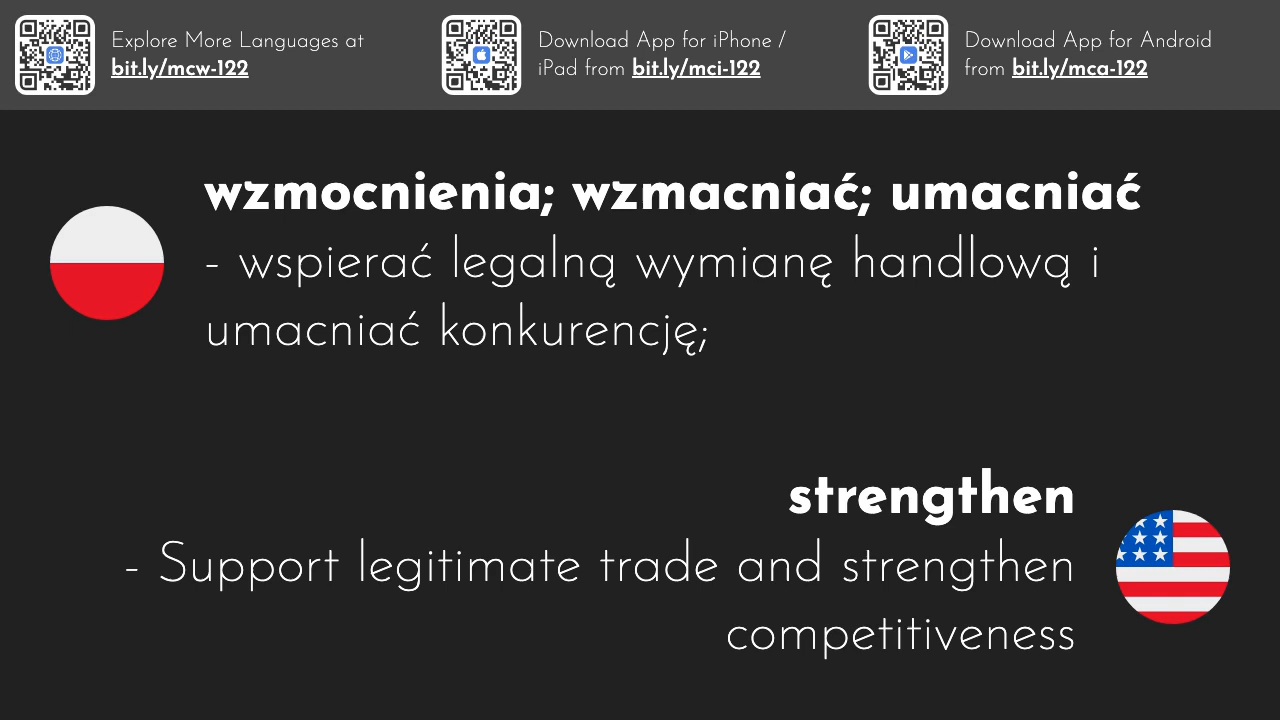 Explore More Languages at
bit.ly/mcw-122
Download App for iPhone /
iPad from bit.ly/mci-122
Download App for Android
from bit.ly/mca-122
wzmocnienia; wzmacniać; umacniać
- wspierać legalną wymianę handlową i
umacniać konkurencję;
strengthen
- Support legitimate trade and strengthen
competitiveness